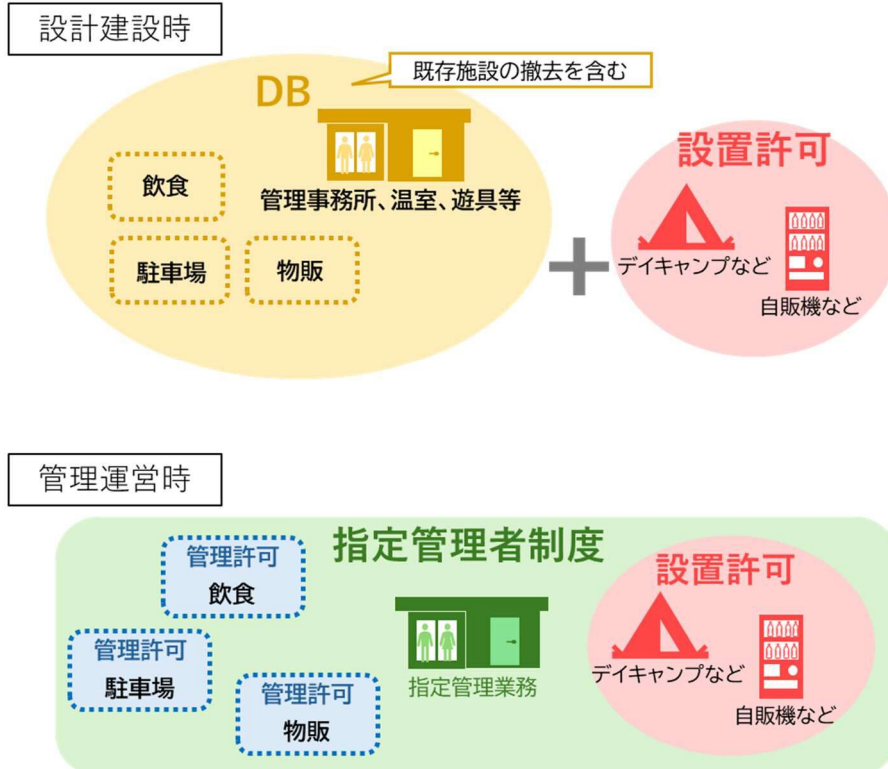 設計建設時
既存施設の撤去を含む
DB
飲食
管理事務所、温室、遊具等
駐車場
物販
設置許可
デイキャンプなど
自販機など
管理運営時
指定管理者制度
管理許可
飲食
管理許可
駐車場
管理許可
物販
指定管理業務
設置許可
デイキャンプなど
自販機など